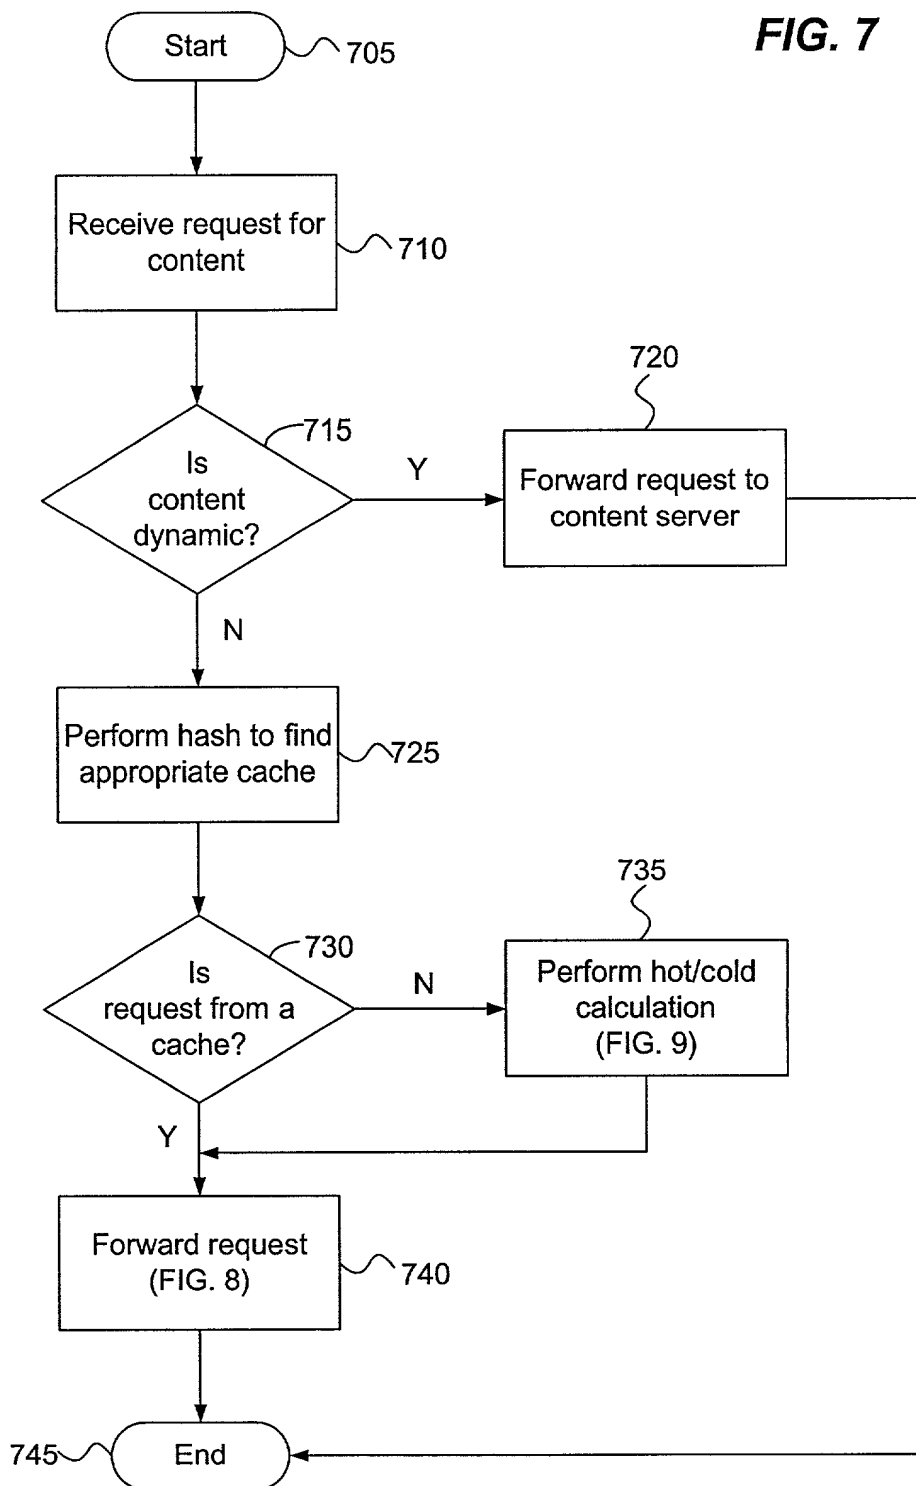 FIG. 7
Start
705
Receive request for
content
710
Is
content
dynamic?
715
Y
720
Forward request to
content server
N
Perform hash to find
appropriate cache
725
Is
request from a
cache?
730
N
735
Perform hot/cold
calculation
(FIG. 9)
Y
Forward request
(FIG. 8)
740
745
End